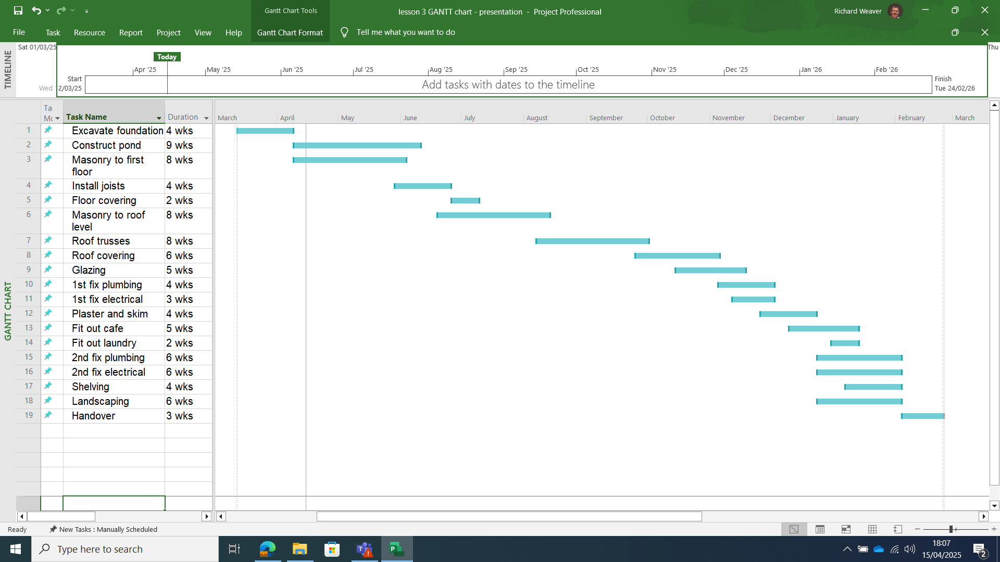 Gantt Chart Tools
lesson 3 GANTT chart - presentation - Project Professional
Richard Weaver
File Task Resource Report Project View Help Gantt Chart Format Tell me what you want to do
TIMELINE
Sat 01/03/25
Thu
Today
Apr '25 May '25 Jun '25 Jul '25 Aug '25 Sep '25 Oct '25 Nov '25 Dec '25 Jan '26 Feb '26
Start
Wed
2/03/25
Add tasks with dates to the timeline
Finish
Tue 24/02/26
GANTT CHART
Ta
Mo
Task Name
Duration
March April May June July August September October November December January February March
1 Excavate foundation 4 wks
2 Construct pond 9 wks
3 Masonry to first 8 wks
floor
4 Install joists 4 wks
5 Floor covering 2 wks
6 Masonry to roof 8 wks
level
7 Roof trusses 8 wks
8 Roof covering 6 wks
9 Glazing 5 wks
10 1st fix plumbing 4 wks
11 1st fix electrical 3 wks
12 Plaster and skim 4 wks
13 Fit out cafe 5 wks
14 Fit out laundry 2 wks
15 2nd fix plumbing 6 wks
16 2nd fix electrical 6 wks
17 Shelving 4 wks
18 Landscaping 6 wks
19 Handover 3 wks
Ready New Tasks : Manually Scheduled
Type here to search
18:07
15/04/2025
2